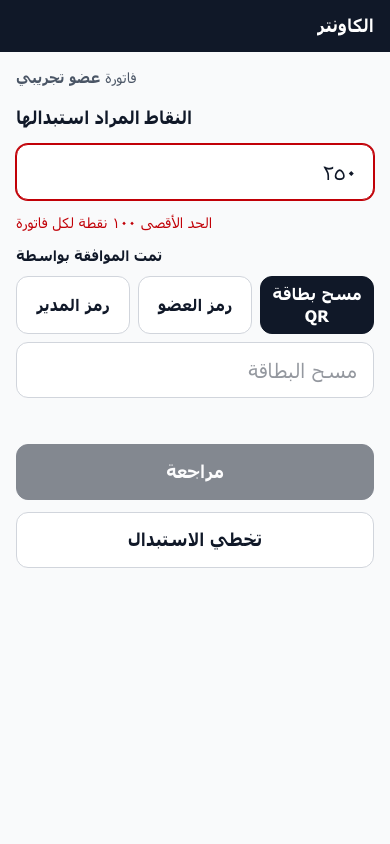 الكاونتر
فاتورة عضو تجريبي
النقاط المراد استبدالها
٢٥٠
الحد الأقصى ١٠٠ نقطة لكل فاتورة
تمت الموافقة بواسطة
مسح بطاقة
QR
رمز العضو
رمز المدير
مسح البطاقة
مراجعة
تخطي الاستبدال